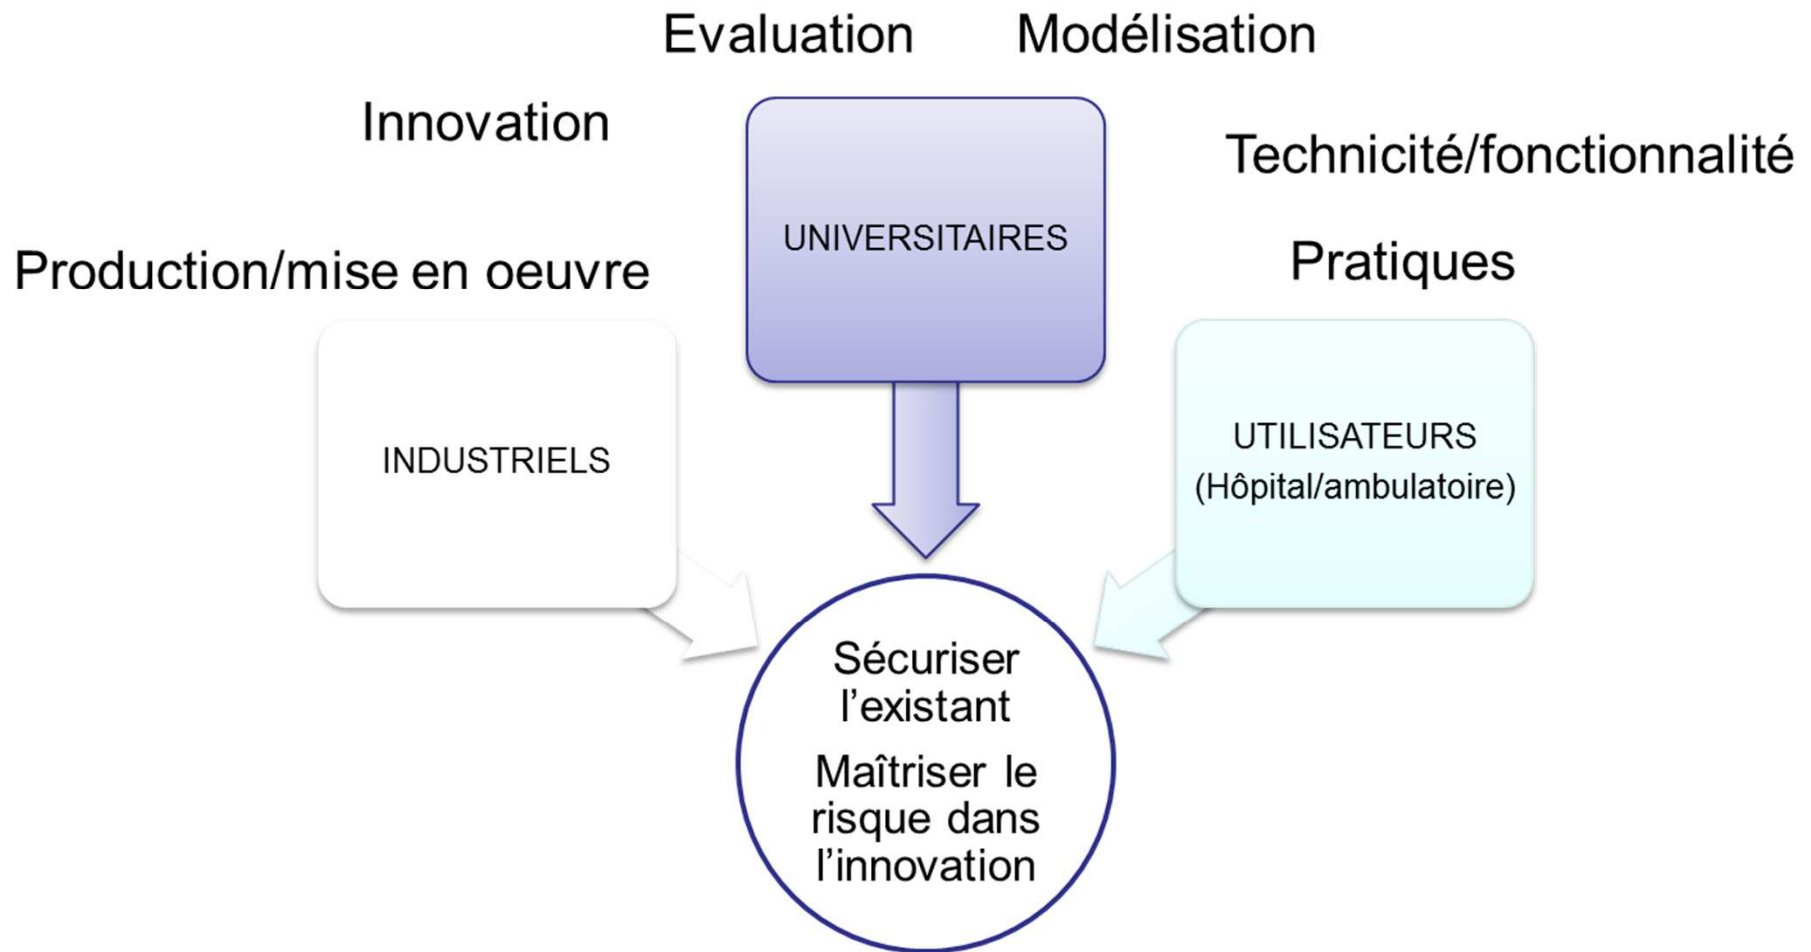 Evaluation
Modélisation
Innovation
Technicité/fonctionnalité
Production/mise en oeuvre
Pratiques
UNIVERSITAIRES
INDUSTRIELS
UTILISATEURS
(Hôpital/ambulatoire)
Sécuriser
l’existant
Maîtriser le
risque dans
l’innovation